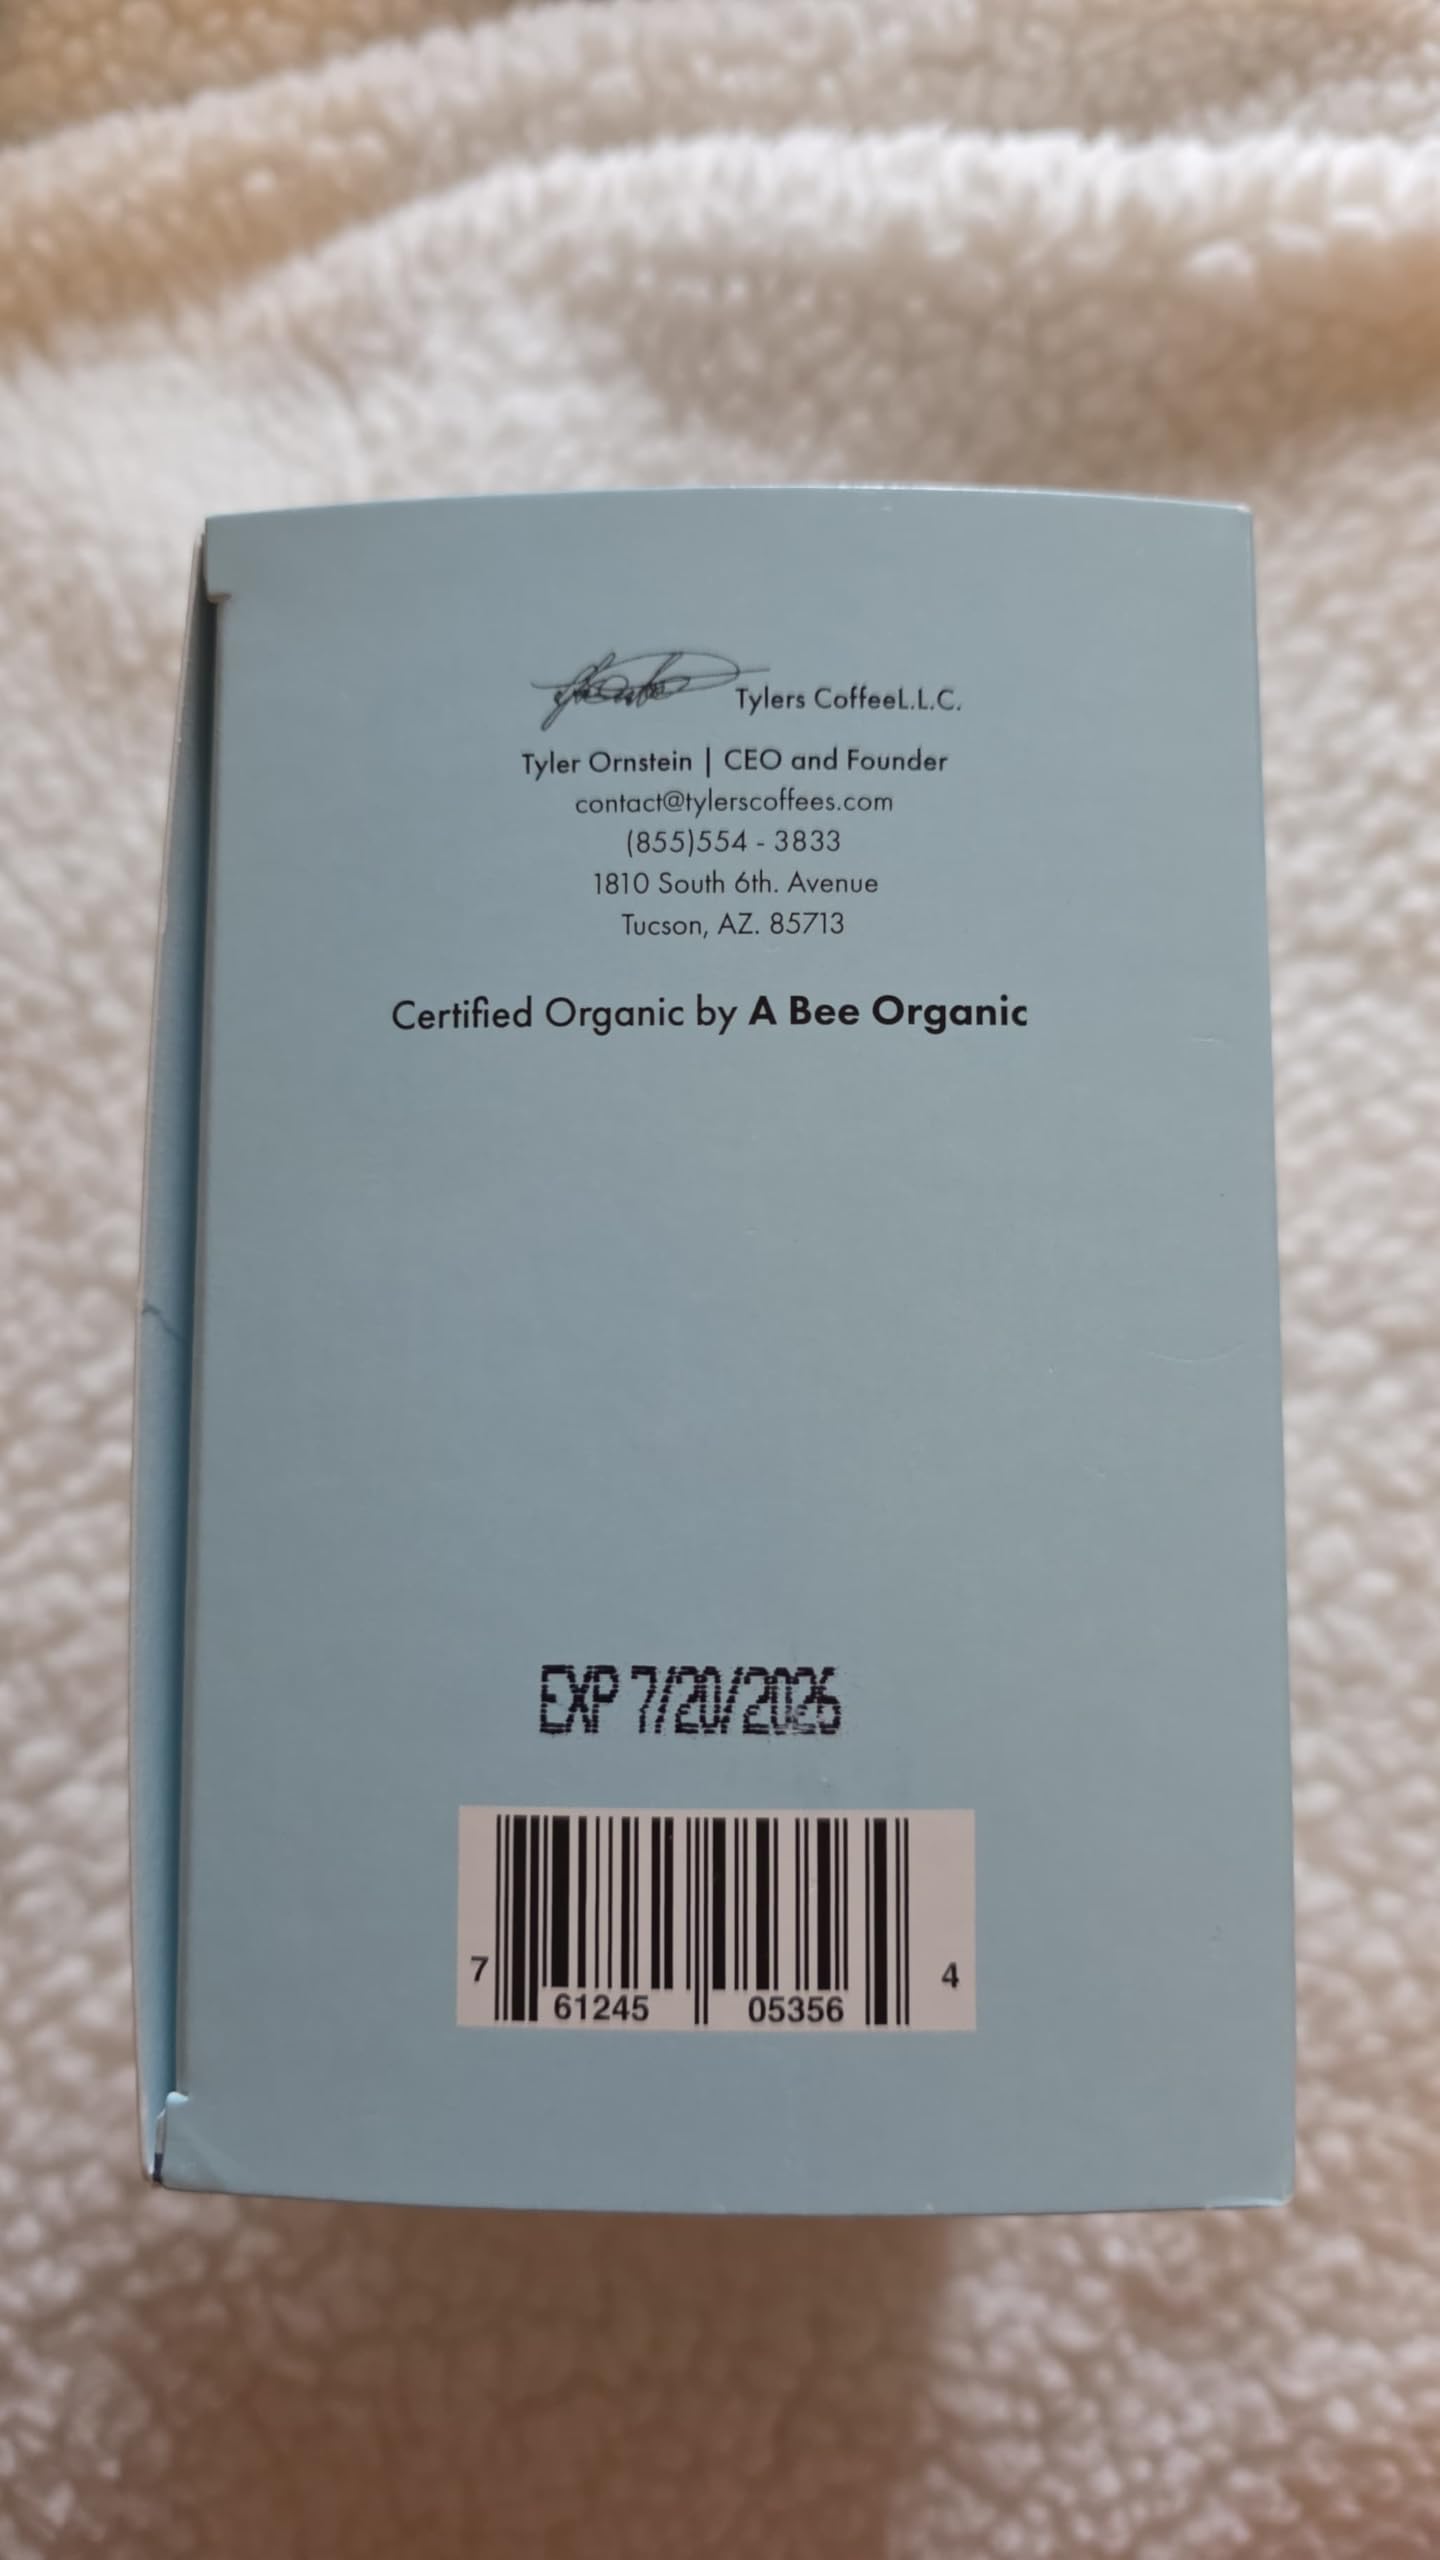 Tylers CoffeeL.L.C.
Tyler Ornstein | CEO and Founder
contact@tylerscoffees.com
(855)554 - 3833
1810 South 6th. Avenue
Tucson, AZ. 85713
Certified Organic by A Bee Organic
EXP 7/20/2026
7 61245 05356 4